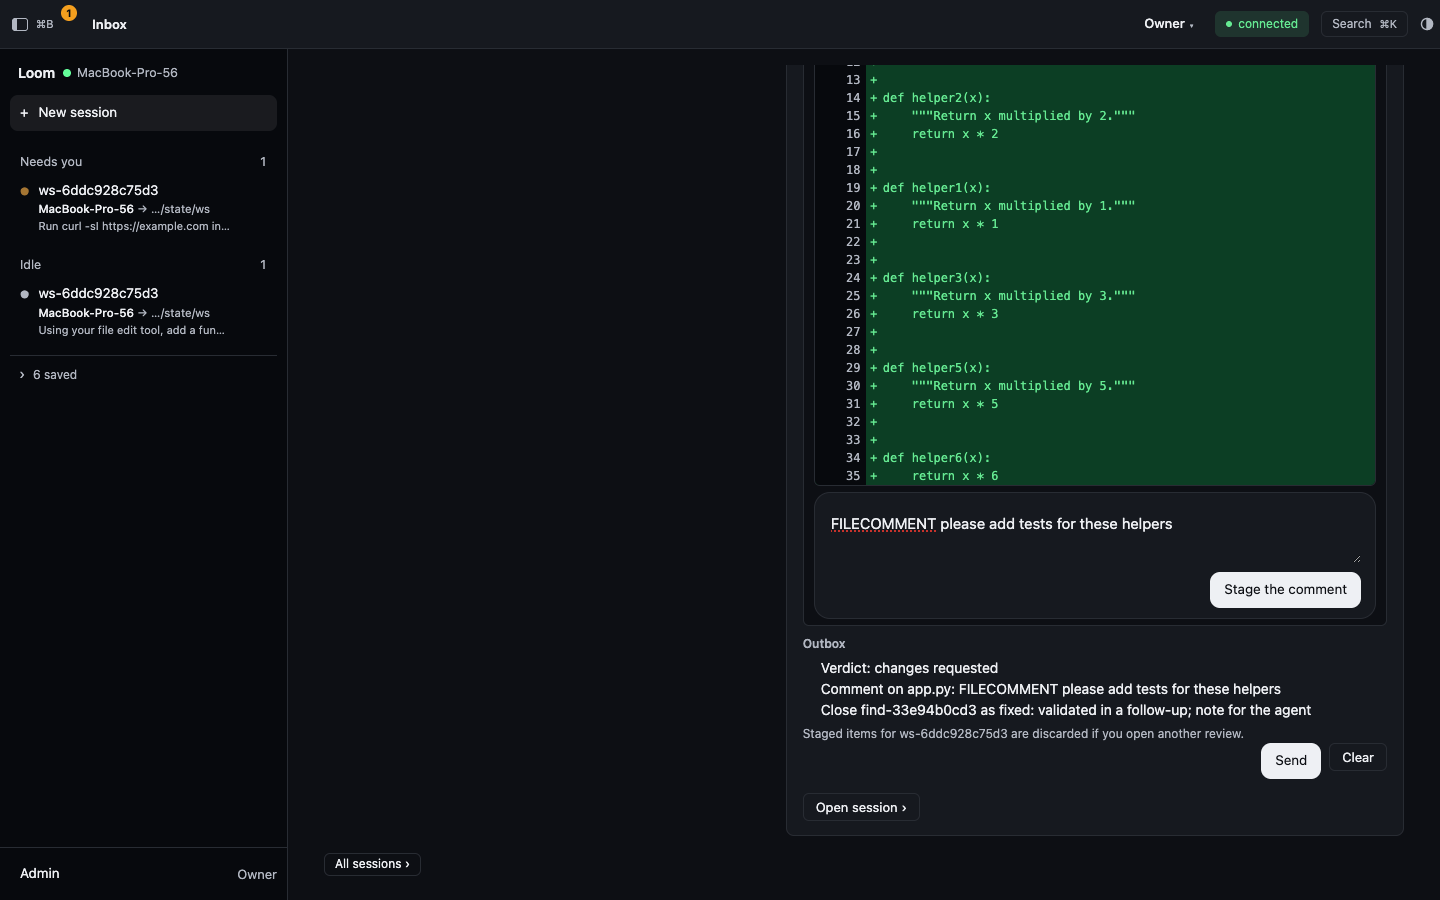 ⌘B
1
Inbox
Owner
connected
Search ⌘K
Loom MacBook-Pro-56
+ New session
Needs you 1
ws-6ddc928c75d3
MacBook-Pro-56 → .../state/ws
Run curl -sI https://example.com in...
Idle 1
ws-6ddc928c75d3
MacBook-Pro-56 → .../state/ws
Using your file edit tool, add a fun...
› 6 saved
Admin Owner
13 +
14 + def helper2(x):
15 +     """Return x multiplied by 2."""
16 +     return x * 2
17 +
18 +
19 + def helper1(x):
20 +     """Return x multiplied by 1."""
21 +     return x * 1
22 +
23 +
24 + def helper3(x):
25 +     """Return x multiplied by 3."""
26 +     return x * 3
27 +
28 +
29 + def helper5(x):
30 +     """Return x multiplied by 5."""
31 +     return x * 5
32 +
33 +
34 + def helper6(x):
35 +     return x * 6
FILECOMMENT please add tests for these helpers
Stage the comment
Outbox
Verdict: changes requested
Comment on app.py: FILECOMMENT please add tests for these helpers
Close find-33e94b0cd3 as fixed: validated in a follow-up; note for the agent
Staged items for ws-6ddc928c75d3 are discarded if you open another review.
Send
Clear
Open session ›
All sessions ›